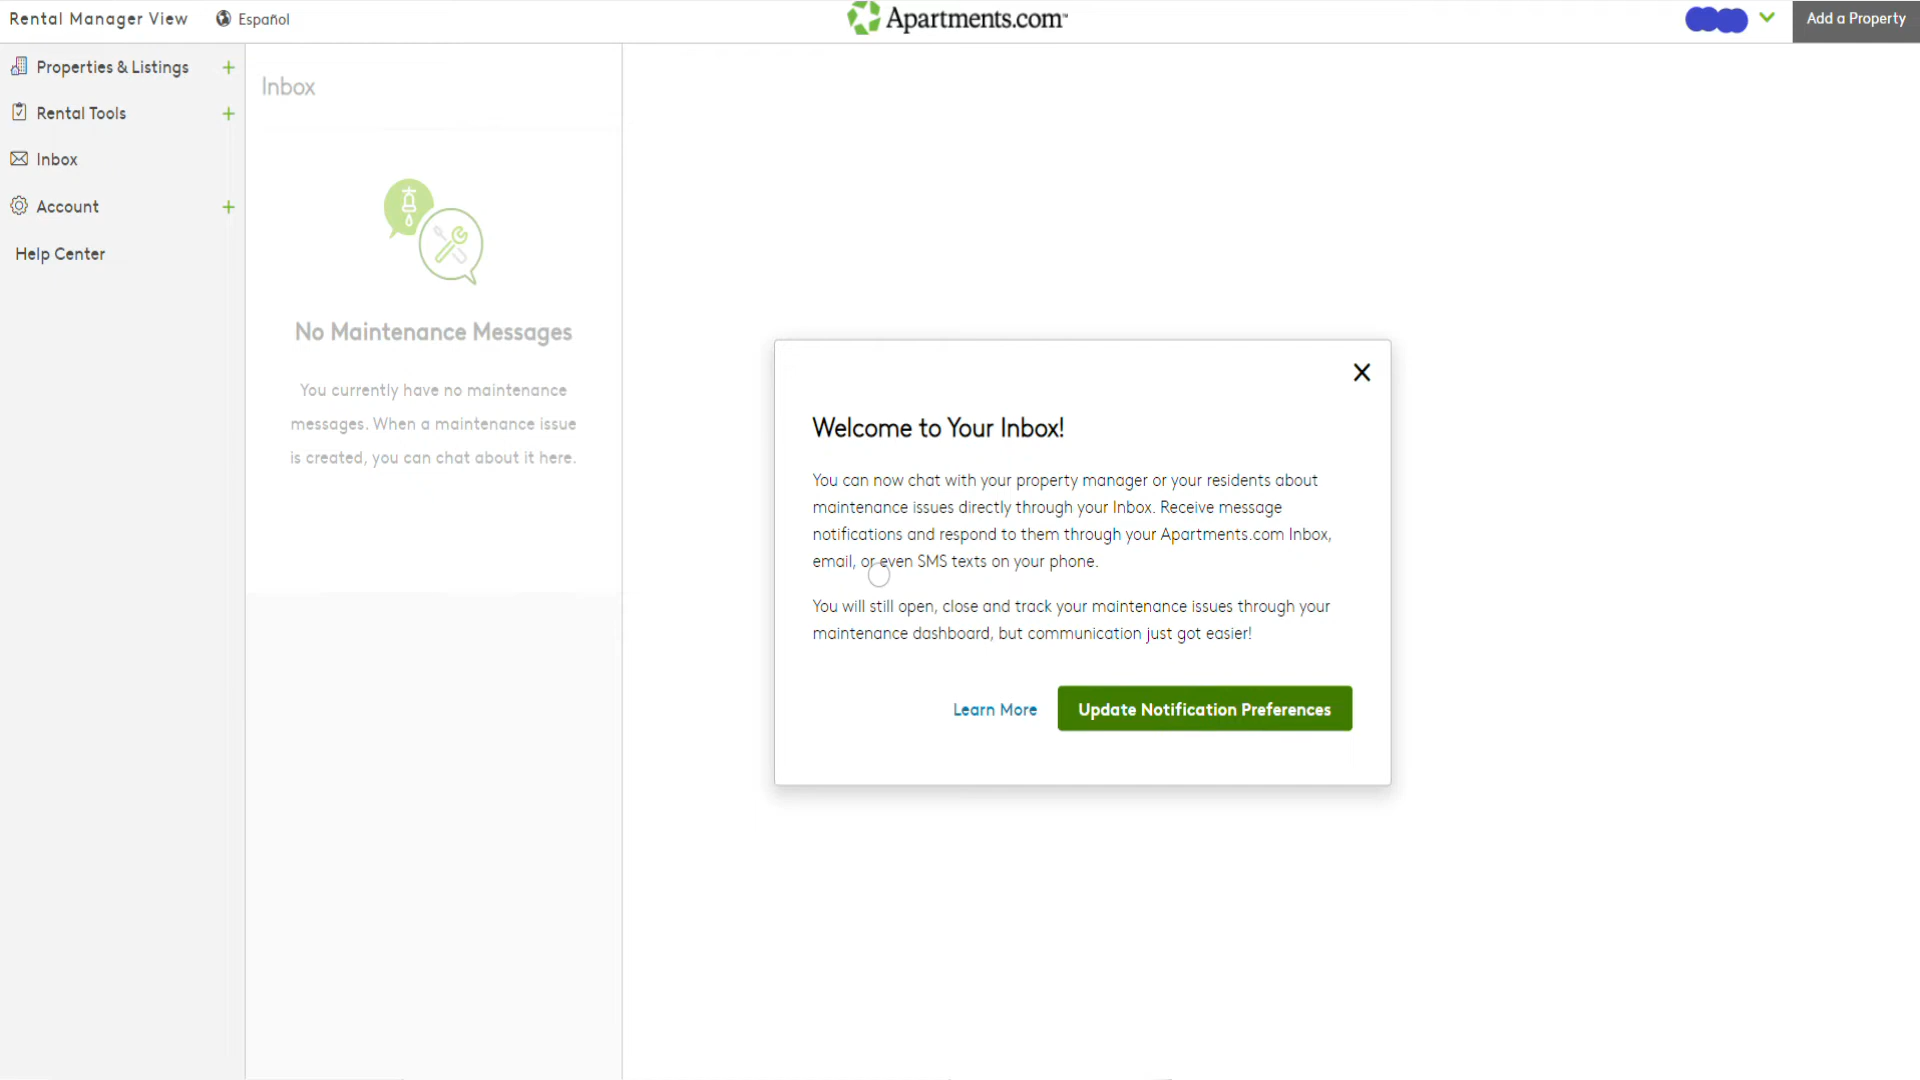 Rental Manager View
Español
Apartments.com™
Add a Property
Properties & Listings
Rental Tools
Inbox
Account
Help Center
Inbox
No Maintenance Messages
You currently have no maintenance
messages. When a maintenance issue
is created, you can chat about it here.
Welcome to Your Inbox!
You can now chat with your property manager or your residents about
maintenance issues directly through your Inbox. Receive message
notifications and respond to them through your Apartments.com Inbox,
email, or even SMS texts on your phone.
You will still open, close and track your maintenance issues through your
maintenance dashboard, but communication just got easier!
Learn More
Update Notification Preferences